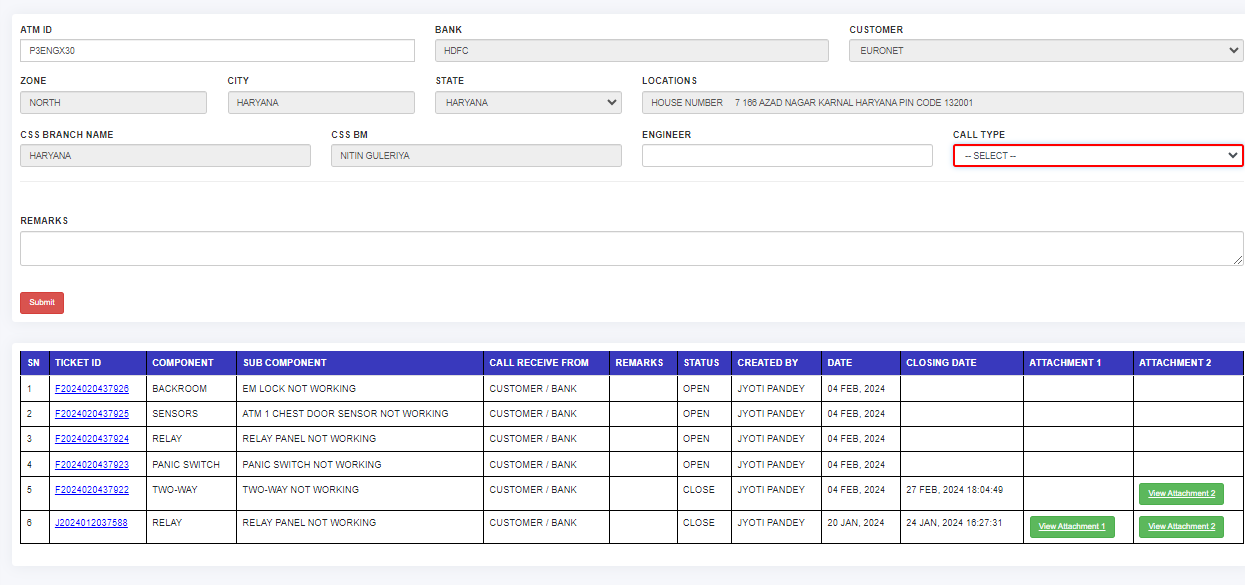 ATM ID BANK CUSTOMER
P3ENGX30 HDFC EURONET
ZONE CITY STATE LOCATIONS
NORTH HARYANA HARYANA HOUSE NUMBER 7 166 AZAD NAGAR KARNAL HARYANA PIN CODE 132001
CSS BRANCH NAME CSS BM ENGINEER CALL TYPE
HARYANA NITIN GULERIYA -- SELECT --
REMARKS
Submit
SN TICKET ID COMPONENT SUB COMPONENT CALL RECEIVE FROM REMARKS STATUS CREATED BY DATE CLOSING DATE ATTACHMENT 1 ATTACHMENT 2
1 F2024020437926 BACKROOM EM LOCK NOT WORKING CUSTOMER / BANK OPEN JYOTI PANDEY 04 FEB, 2024
2 F2024020437925 SENSORS ATM 1 CHEST DOOR SENSOR NOT WORKING CUSTOMER / BANK OPEN JYOTI PANDEY 04 FEB, 2024
3 F2024020437924 RELAY RELAY PANEL NOT WORKING CUSTOMER / BANK OPEN JYOTI PANDEY 04 FEB, 2024
4 F2024020437923 PANIC SWITCH PANIC SWITCH NOT WORKING CUSTOMER / BANK OPEN JYOTI PANDEY 04 FEB, 2024
5 F2024020437922 TWO-WAY TWO-WAY NOT WORKING CUSTOMER / BANK CLOSE JYOTI PANDEY 04 FEB, 2024 27 FEB, 2024 18:04:49 View Attachment 2
6 J2024012037588 RELAY RELAY PANEL NOT WORKING CUSTOMER / BANK CLOSE JYOTI PANDEY 20 JAN, 2024 24 JAN, 2024 16:27:31 View Attachment 1 View Attachment 2